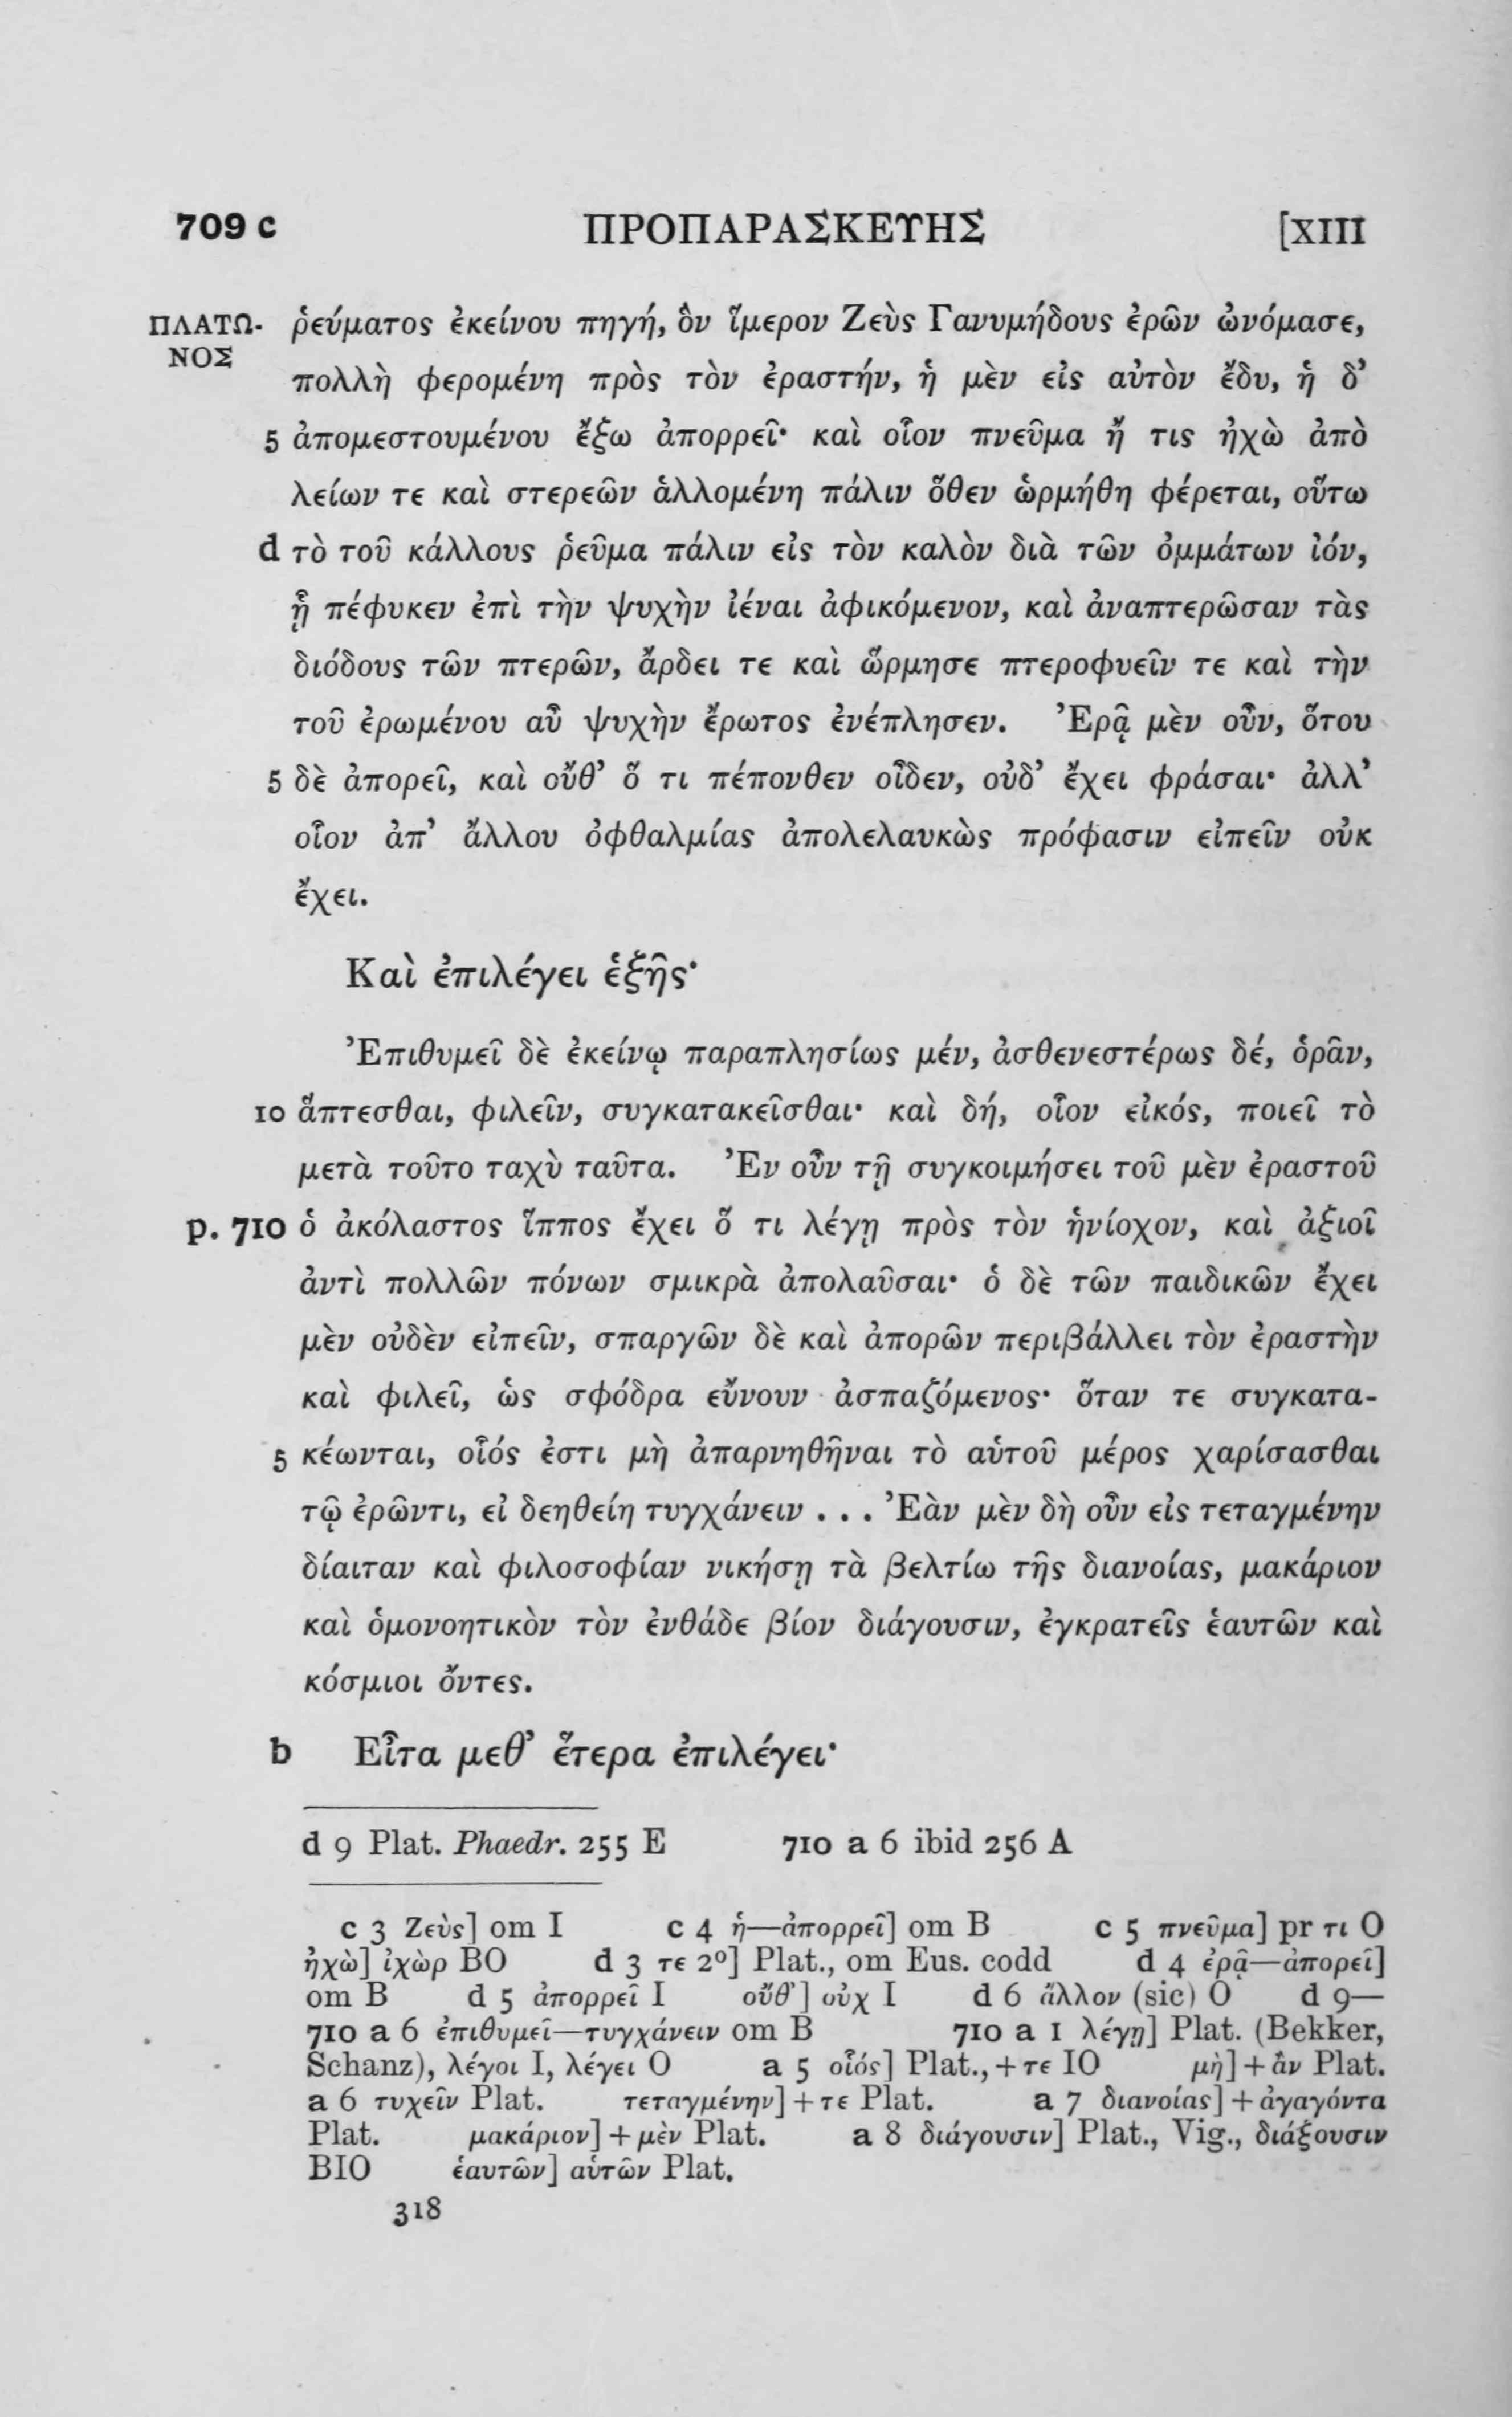 709 c ΠΡΟΠΑΡΑΣΚΕΥΗΣ [XIII
ΠΛΑΤΩ- ῥεύματος ἐκείνου πηγή, ὃν ἵμερον Ζεὺς Γανυμήδους ἐρῶν ὠνόμασε,
ΝΟΣ
πολλὴ φερομένη πρὸς τὸν ἐραστήν, ἡ μὲν εἰς αὐτὸν ἔδυ, ἡ δ’
5 ἀπομεστουμένου ἔξω ἀπορρεῖ· καὶ οἷον πνεῦμα ἤ τις ἠχὼ ἀπὸ
λείων τε καὶ στερεῶν ἁλλομένη πάλιν ὅθεν ὡρμήθη φέρεται, οὕτω
d τὸ τοῦ κάλλους ῥεῦμα πάλιν εἰς τὸν καλὸν διὰ τῶν ὀμμάτων ἰόν,
ᾗ πέφυκεν ἐπὶ τὴν ψυχὴν ἰέναι ἀφικόμενον, καὶ ἀναπτερῶσαν τὰς
διόδους τῶν πτερῶν, ἄρδει τε καὶ ὥρμησε πτεροφυεῖν τε καὶ τὴν
τοῦ ἐρωμένου αὖ ψυχὴν ἔρωτος ἐνέπλησεν. Ἐρᾷ μὲν οὖν, ὅτου
5 δὲ ἀπορεῖ, καὶ οὔθ’ ὅ τι πέπονθεν οἶδεν, οὐδ’ ἔχει φράσαι· ἀλλ’
οἷον ἀπ’ ἄλλου ὀφθαλμίας ἀπολελαυκὼς πρόφασιν εἰπεῖν οὐκ
ἔχει.
Καὶ ἐπιλέγει ἑξῆς·
Ἐπιθυμεῖ δὲ ἐκείνῳ παραπλησίως μέν, ἀσθενεστέρως δέ, ὁρᾶν,
10 ἅπτεσθαι, φιλεῖν, συγκατακεῖσθαι· καὶ δή, οἷον εἰκός, ποιεῖ τὸ
μετὰ τοῦτο ταχὺ ταῦτα. Ἐν οὖν τῇ συγκοιμήσει τοῦ μὲν ἐραστοῦ
p. 710 ὁ ἀκόλαστος ἵππος ἔχει ὅ τι λέγῃ πρὸς τὸν ἡνίοχον, καὶ ἀξιοῖ
ἀντὶ πολλῶν πόνων σμικρὰ ἀπολαῦσαι· ὁ δὲ τῶν παιδικῶν ἔχει
μὲν οὐδὲν εἰπεῖν, σπαργῶν δὲ καὶ ἀπορῶν περιβάλλει τὸν ἐραστὴν
καὶ φιλεῖ, ὡς σφόδρα εὔνουν ἀσπαζόμενος· ὅταν τε συγκατα-
5 κέωνται, οἷός ἐστι μὴ ἀπαρνηθῆναι τὸ αὑτοῦ μέρος χαρίσασθαι
τῷ ἐρῶντι, εἰ δεηθείη τυγχάνειν . . . Ἐὰν μὲν δὴ οὖν εἰς τεταγμένην
δίαιταν καὶ φιλοσοφίαν νικήσῃ τὰ βελτίω τῆς διανοίας, μακάριον
καὶ ὁμονοητικὸν τὸν ἐνθάδε βίον διάγουσιν, ἐγκρατεῖς ἑαυτῶν καὶ
κόσμιοι ὄντες.
b Εἶτα μεθ’ ἕτερα ἐπιλέγει·
d 9 Plat. Phaedr. 255 E 710 a 6 ibid 256 A
c 3 Ζεὺς] om I c 4 ἡ—ἀπορρεῖ] om B c 5 πνεῦμα] pr τι O
ἠχὼ] ἰχὼρ BO d 3 τε 2º] Plat., om Eus. codd d 4 ἐρᾷ—ἀπορεῖ]
om B d 5 ἀπορρεῖ I οὔθ’] οὐχ I d 6 ἄλλον (sic) O d 9—
710 a 6 ἐπιθυμεῖ—τυγχάνειν om B 710 a 1 λέγῃ] Plat. (Bekker,
Schanz), λέγοι I, λέγει O a 5 οἷός] Plat., + τε IO μὴ] + ἂν Plat.
a 6 τυχεῖν Plat. τεταγμένην] + τε Plat. a 7 διανοίας] + ἀγαγόντα
Plat. μακάριον] + μὲν Plat. a 8 διάγουσιν] Plat., Vig., διάξουσιν
BIO ἑαυτῶν] αὑτῶν Plat.
318